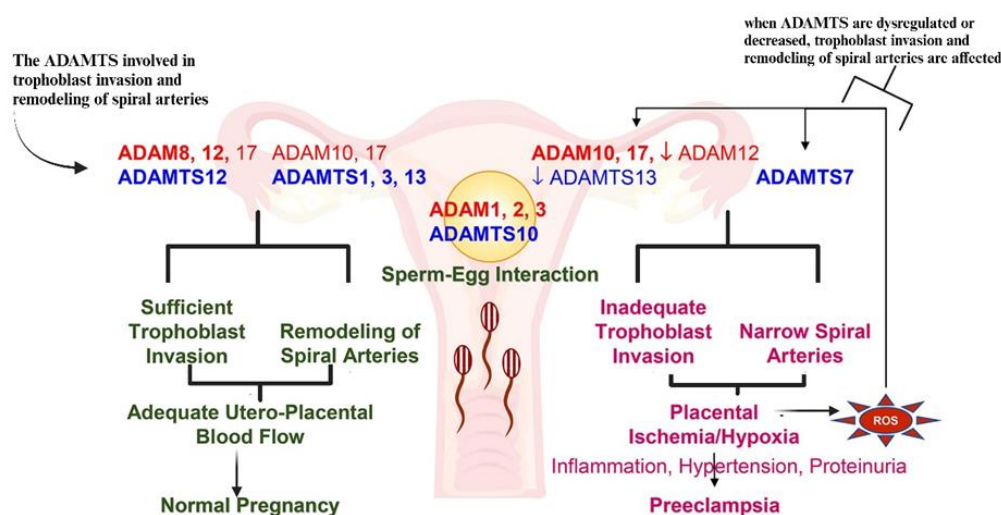 The ADAMTS involved in
trophoblast invasion and
remodeling of spiral arteries
when ADAMTS are dysregulated or
decreased, trophoblast invasion and
remodeling of spiral arteries are affected
ADAM8, 12, 17 ADAM10, 17
ADAMTS12 ADAMTS1, 3, 13
ADAM10, 17, ↓ ADAM12
↓ ADAMTS13 ADAMTS7
ADAM1, 2, 3
ADAMTS10
Sperm-Egg Interaction
Sufficient
Trophoblast
Invasion
Remodeling of
Spiral Arteries
Adequate Utero-Placental
Blood Flow
Normal Pregnancy
Inadequate
Trophoblast
Invasion
Narrow Spiral
Arteries
Placental
Ischemia/Hypoxia
ROS
Inflammation, Hypertension, Proteinuria
Preeclampsia